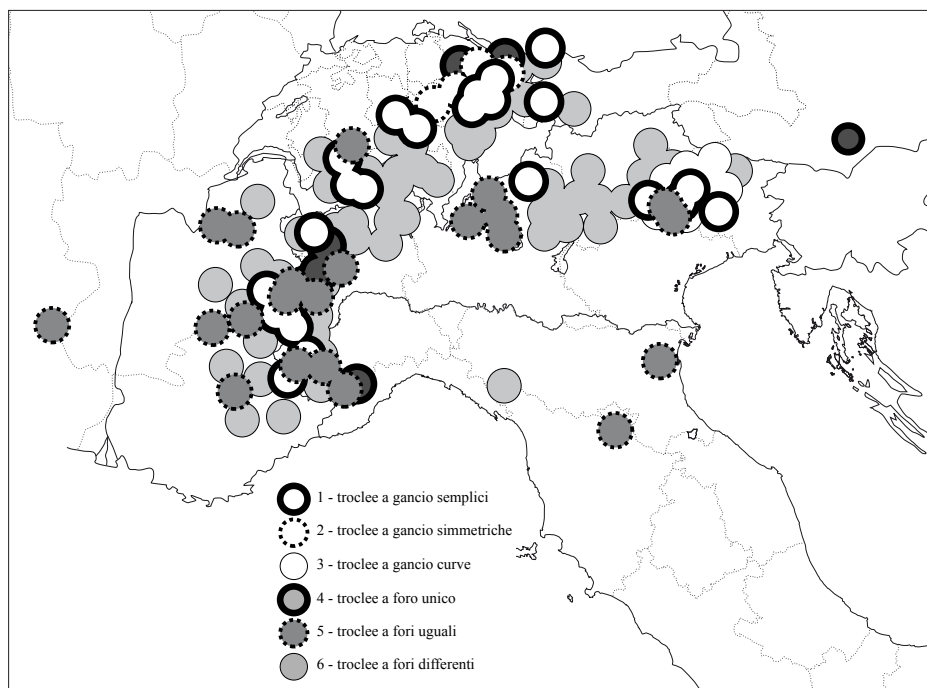 1 - troclee a gancio semplici
2 - troclee a gancio simmetriche
3 - troclee a gancio curve
4 - troclee a foro unico
5 - troclee a fori uguali
6 - troclee a fori differenti